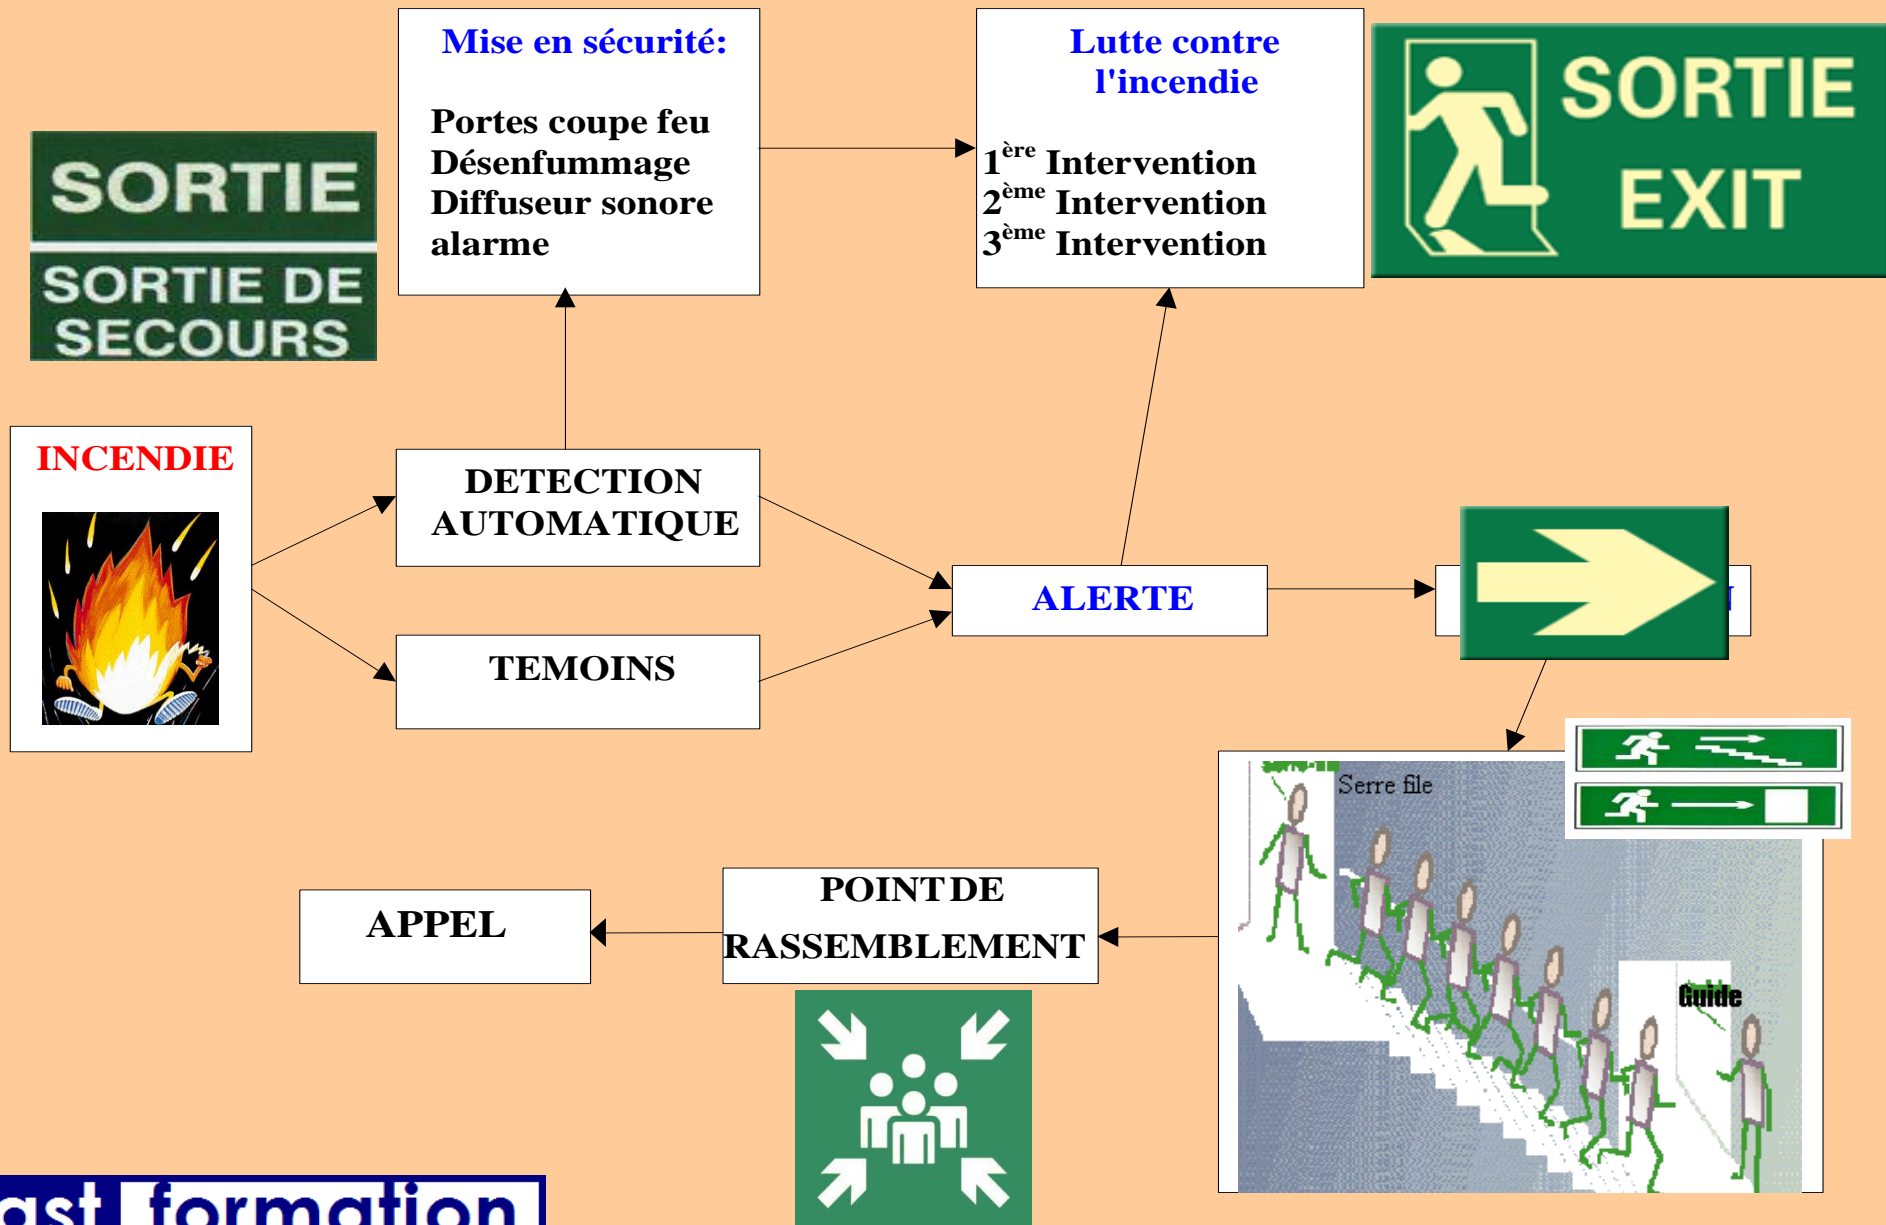 Mise en sécurité:
Portes coupe feu
Désenfummage
Diffuseur sonore
alarme
Lutte contre
l'incendie
1ère Intervention
2ème Intervention
3ème Intervention
SORTIE
EXIT
SORTIE
SORTIE DE
SECOURS
INCENDIE
DETECTION
AUTOMATIQUE
TEMOINS
ALERTE
Serre file
Guide
POINT DE
RASSEMBLEMENT
APPEL
formation